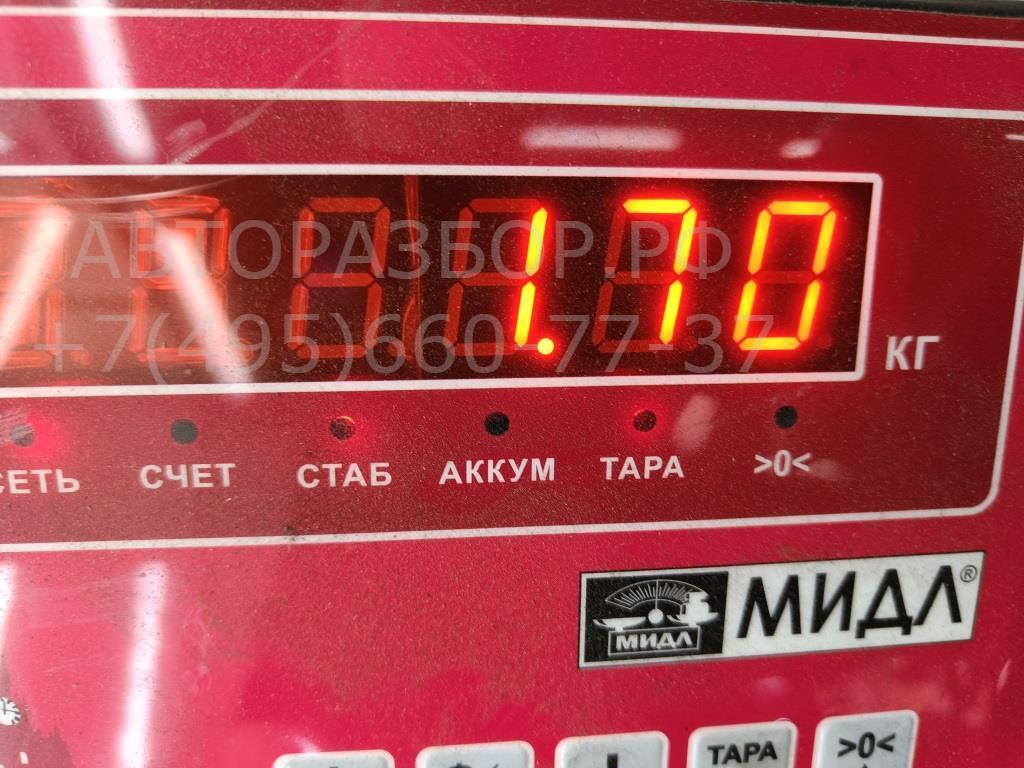 АВТОРАЗБОР.РФ
+7(495)660-77-37
1.70
КГ
СЕТЬ СЧЕТ СТАБ АККУМ ТАРА >0<
МИДЛ МИДЛ®
ТАРА >0<